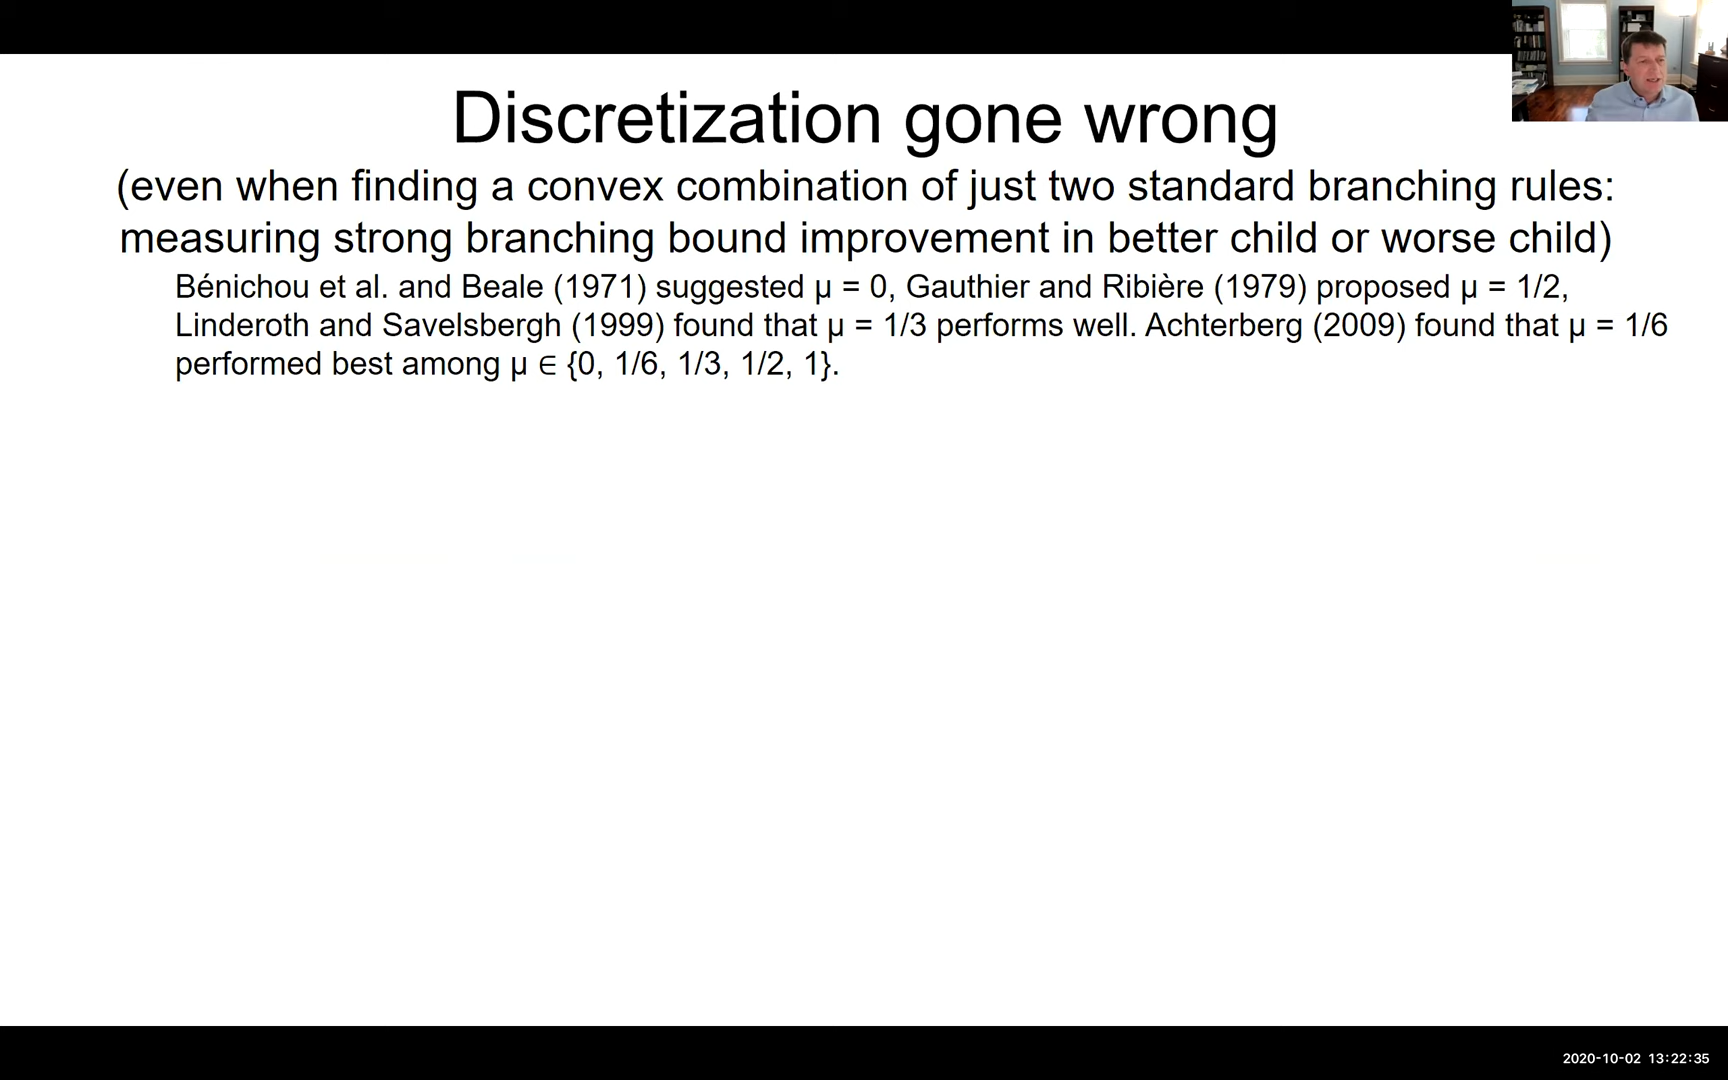 Discretization gone wrong
(even when finding a convex combination of just two standard branching rules:
measuring strong branching bound improvement in better child or worse child)
Bénichou et al. and Beale (1971) suggested μ = 0, Gauthier and Ribière (1979) proposed μ = 1/2,
Linderoth and Savelsbergh (1999) found that μ = 1/3 performs well. Achterberg (2009) found that μ = 1/6
performed best among μ ∈ {0, 1/6, 1/3, 1/2, 1}.
2020-10-02 13:22:35